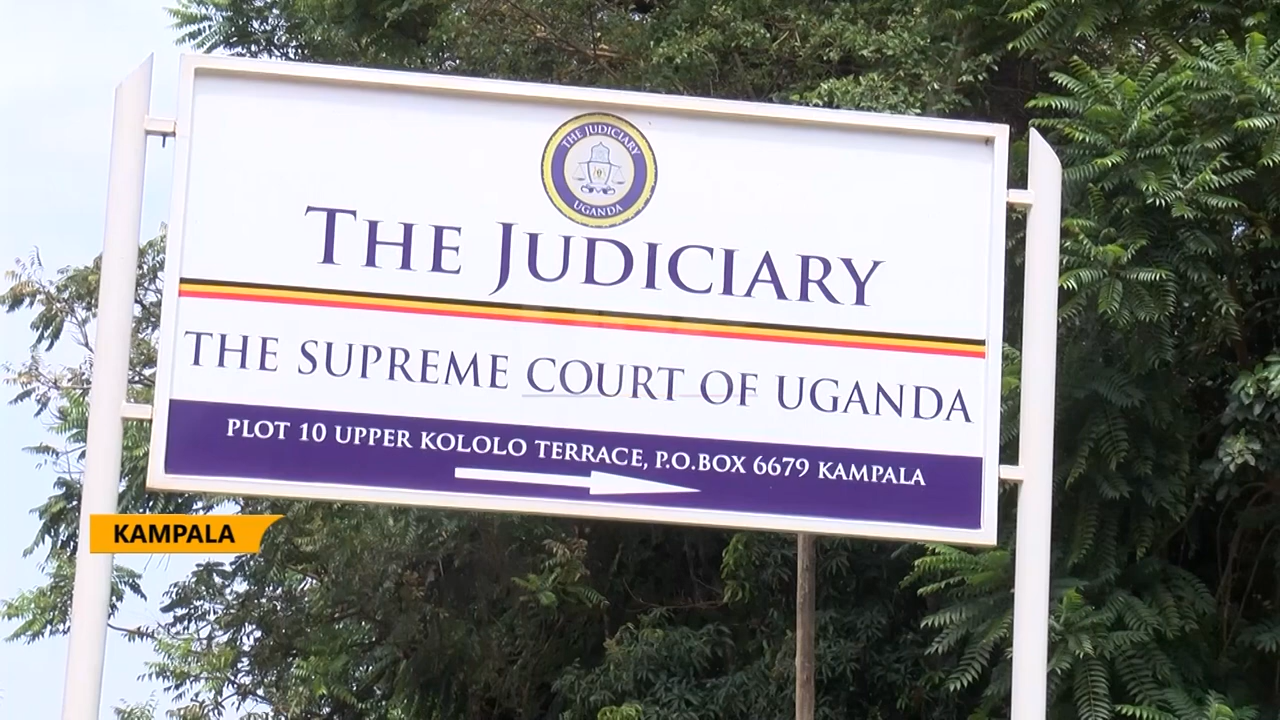 THE JUDICIARY
UGANDA
THE JUDICIARY
THE SUPREME COURT OF UGANDA
PLOT 10 UPPER KOLOLO TERRACE, P.O.BOX 6679 KAMPALA
KAMPALA